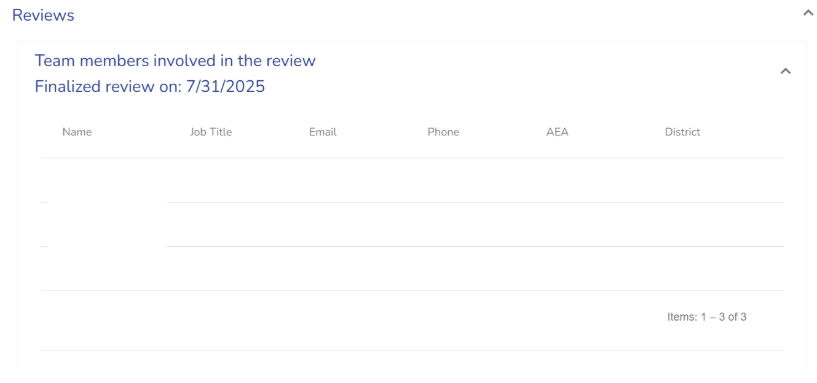 Reviews
Team members involved in the review
Finalized review on: 7/31/2025
Name Job Title Email Phone AEA District
Items: 1 – 3 of 3